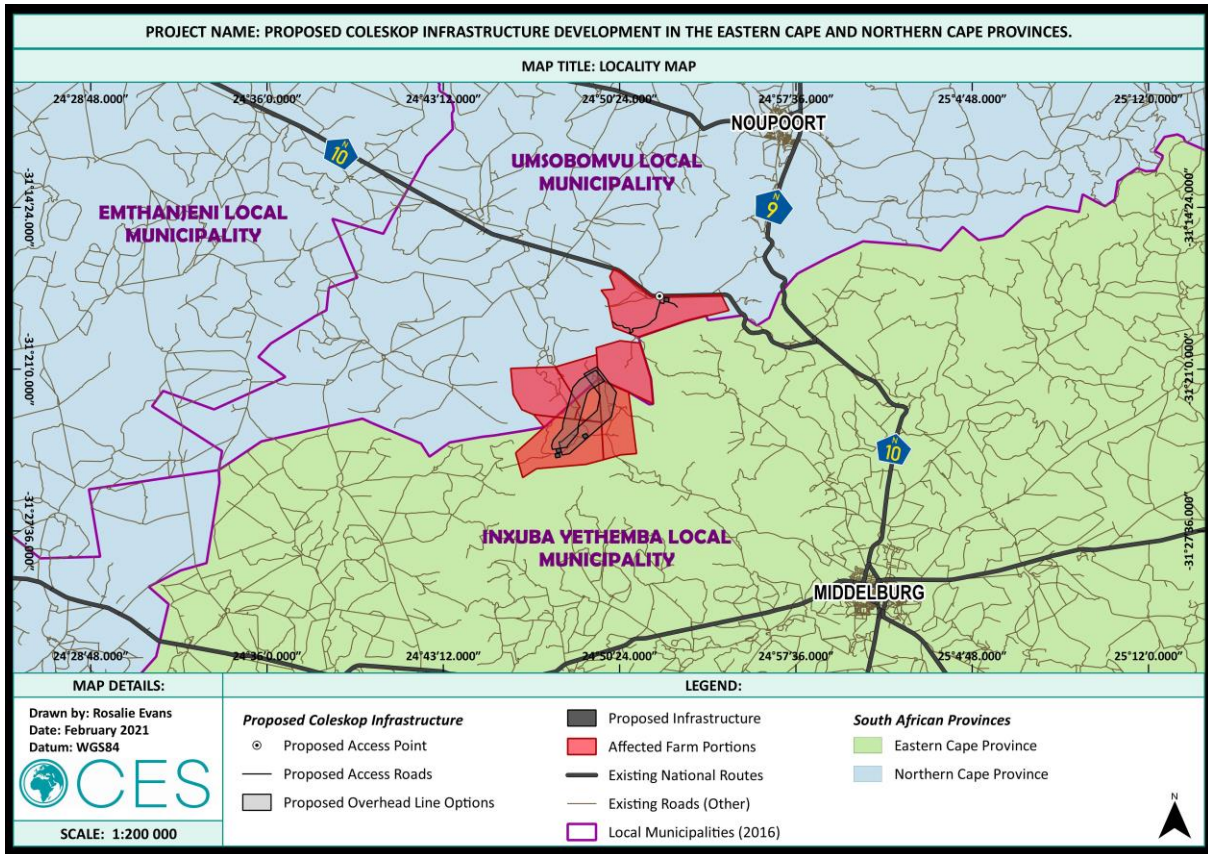 PROJECT NAME: PROPOSED COLESKOP INFRASTRUCTURE DEVELOPMENT IN THE EASTERN CAPE AND NORTHERN CAPE PROVINCES.
MAP TITLE: LOCALITY MAP
24°28'48.000" 24°36'0.000" 24°43'12.000" 24°50'24.000" 24°57'36.000" 25°4'48.000" 25°12'0.000"
NOUPOORT
N
10
UMSOBOMVU LOCAL
MUNICIPALITY
N
9
EMTHANJENI LOCAL
MUNICIPALITY
-31°14'24.000" -31°14'24.000"
-31°21'0.000" -31°21'0.000"
N
10
-31°27'36.000" -31°27'36.000"
INXUBA YETHEMBA LOCAL
MUNICIPALITY
MIDDELBURG
24°28'48.000" 24°36'0.000" 24°43'12.000" 24°50'24.000" 24°57'36.000" 25°4'48.000" 25°12'0.000"
MAP DETAILS:
Drawn by: Rosalie Evans
Date: February 2021
Datum: WGS84
CES
SCALE: 1:200 000
LEGEND:
Proposed Coleskop Infrastructure
Proposed Access Point
Proposed Access Roads
Proposed Overhead Line Options
Proposed Infrastructure
Affected Farm Portions
Existing National Routes
Existing Roads (Other)
Local Municipalities (2016)
South African Provinces
Eastern Cape Province
Northern Cape Province
N